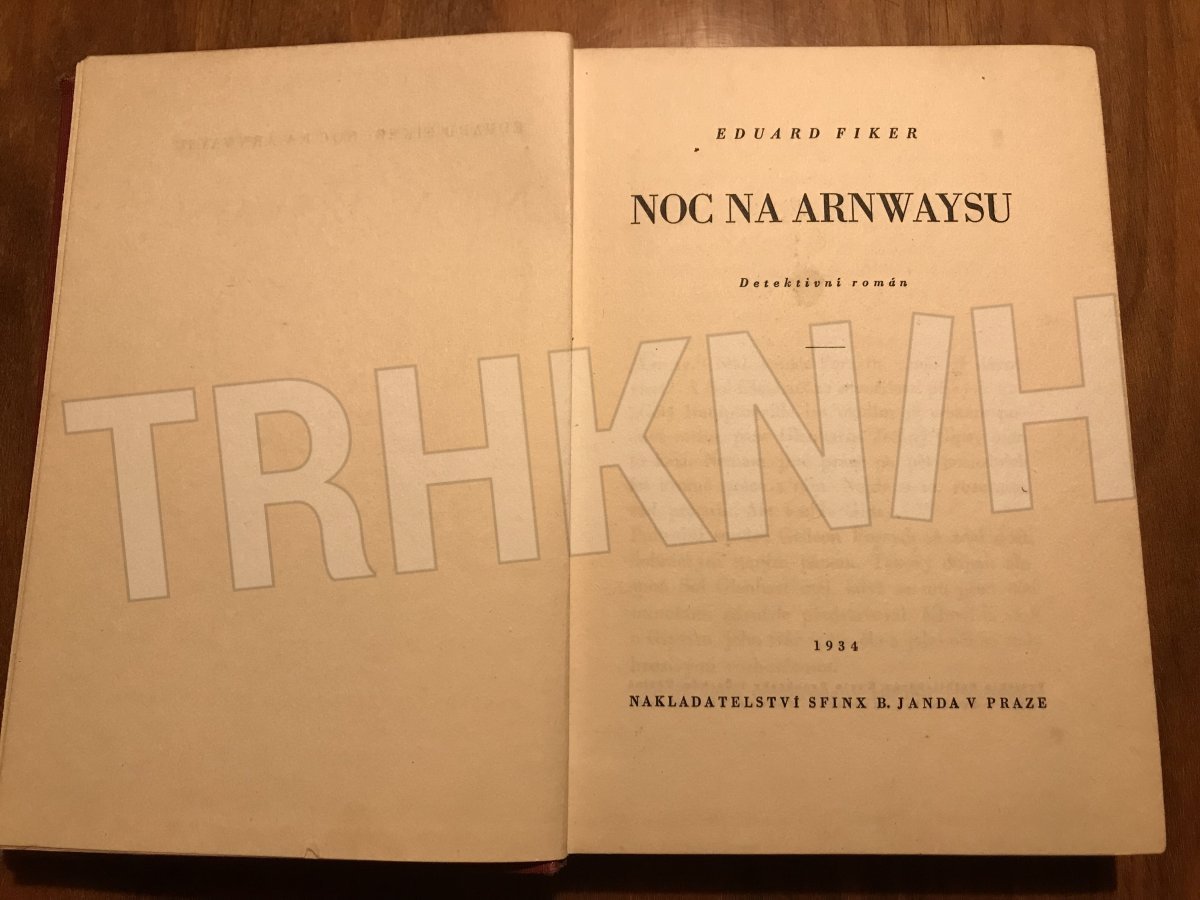 EDUARD FIKER
NOC NA ARNWAYSU
Detektivní román
TRHKNIH
1934
NAKLADATELSTVÍ SFINX B. JANDA V PRAZE